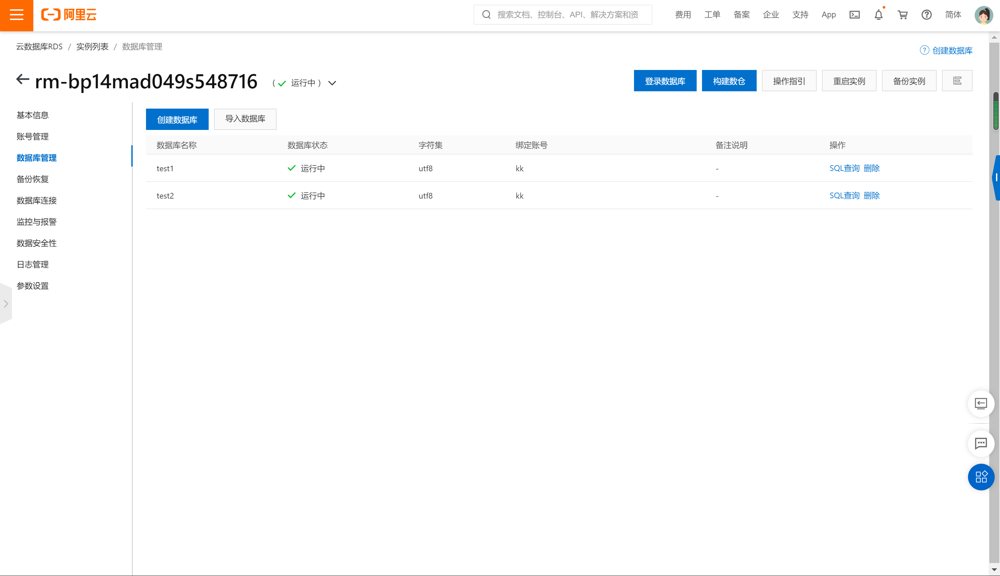 阿里云
搜索文档、控制台、API、解决方案和资
费用 工单 备案 企业 支持 App 简体
云数据库RDS / 实例列表 / 数据库管理
创建数据库
rm-bp14mad049s548716 ( 运行中 )
登录数据库 构建数仓 操作指引 重启实例 备份实例
基本信息
账号管理
数据库管理
备份恢复
数据库连接
监控与报警
数据安全性
日志管理
参数设置
创建数据库 导入数据库
数据库名称 数据库状态 字符集 绑定账号 备注说明 操作
test1 运行中 utf8 kk - SQL查询 删除
test2 运行中 utf8 kk - SQL查询 删除